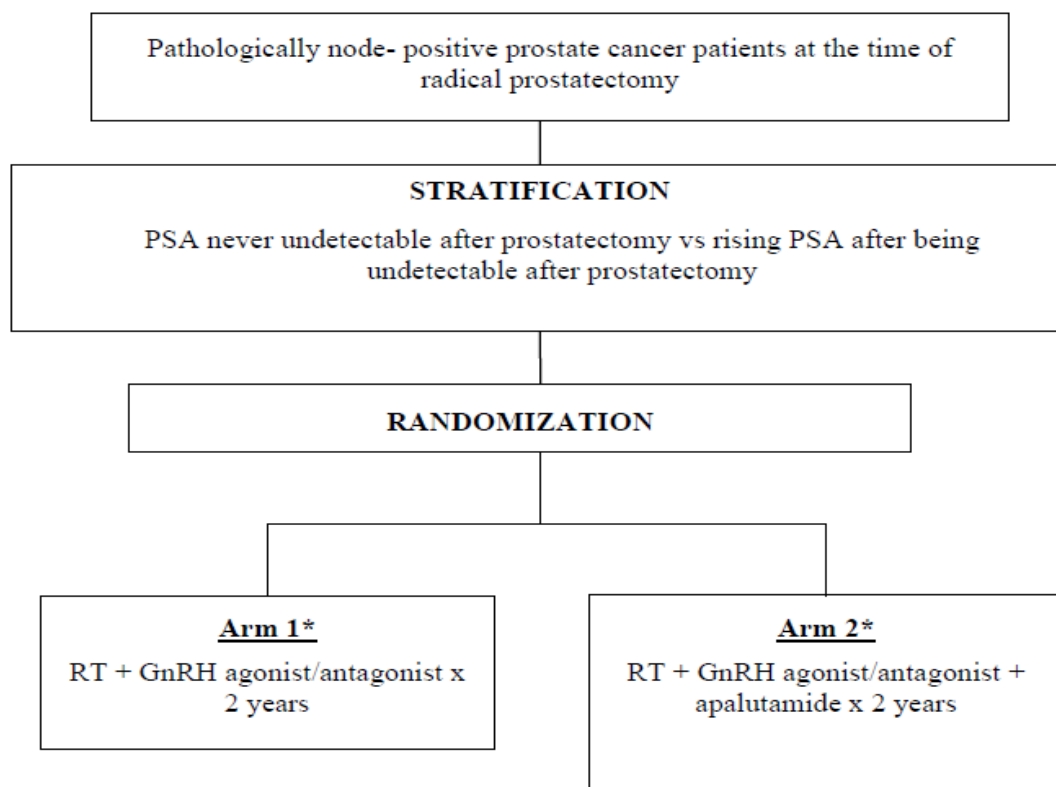 Pathologically node- positive prostate cancer patients at the time of
radical prostatectomy
STRATIFICATION
PSA never undetectable after prostatectomy vs rising PSA after being
undetectable after prostatectomy
RANDOMIZATION
Arm 1*
RT + GnRH agonist/antagonist x
2 years
Arm 2*
RT + GnRH agonist/antagonist +
apalutamide x 2 years